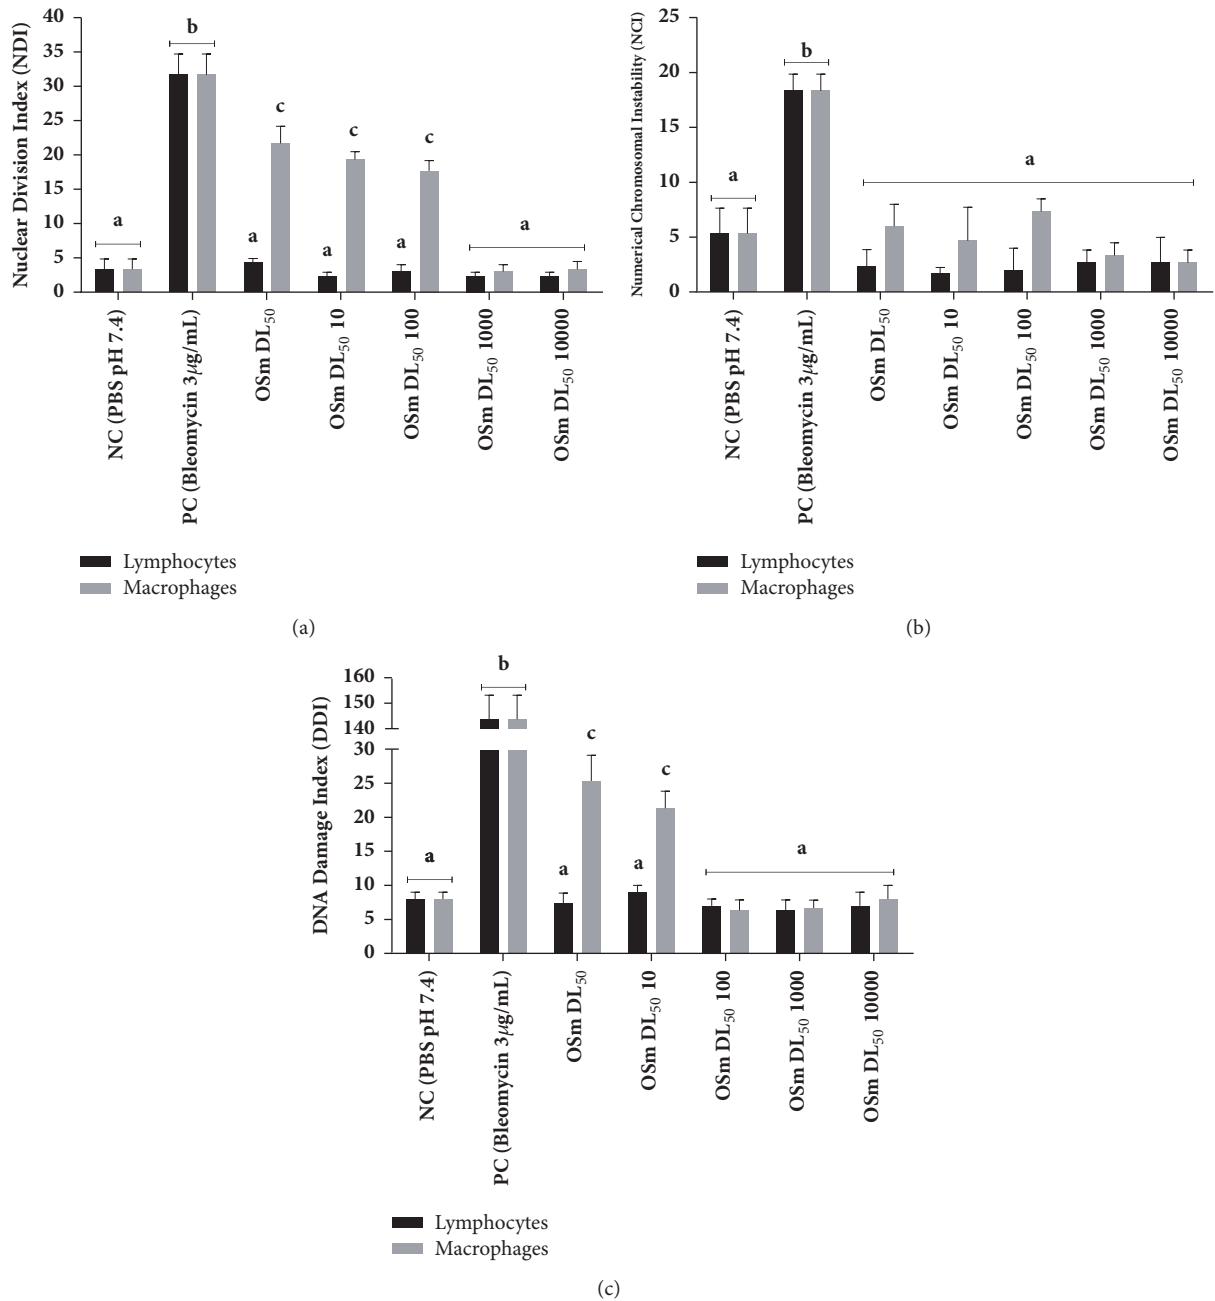 Nuclear Division Index (NDI)
40
35
30
25
20
15
10
5
0
a
b
a
c
a
c
a
c
a
NC (PBS pH 7.4)
PC (Bleomycin 3μg/mL)
OSm DL50
OSm DL50 10
OSm DL50 100
OSm DL50 1000
OSm DL50 10000
Lymphocytes
Macrophages
(a)
Numerical Chromosomal Instability (NCI)
25
20
15
10
5
0
a
b
a
NC (PBS pH 7.4)
PC (Bleomycin 3μg/mL)
OSm DL50
OSm DL50 10
OSm DL50 100
OSm DL50 1000
OSm DL50 10000
Lymphocytes
Macrophages
(b)
DNA Damage Index (DDI)
160
150
140
30
25
20
15
10
5
0
a
b
a
c
a
c
a
NC (PBS pH 7.4)
PC (Bleomycin 3μg/mL)
OSm DL50
OSm DL50 10
OSm DL50 100
OSm DL50 1000
OSm DL50 10000
Lymphocytes
Macrophages
(c)